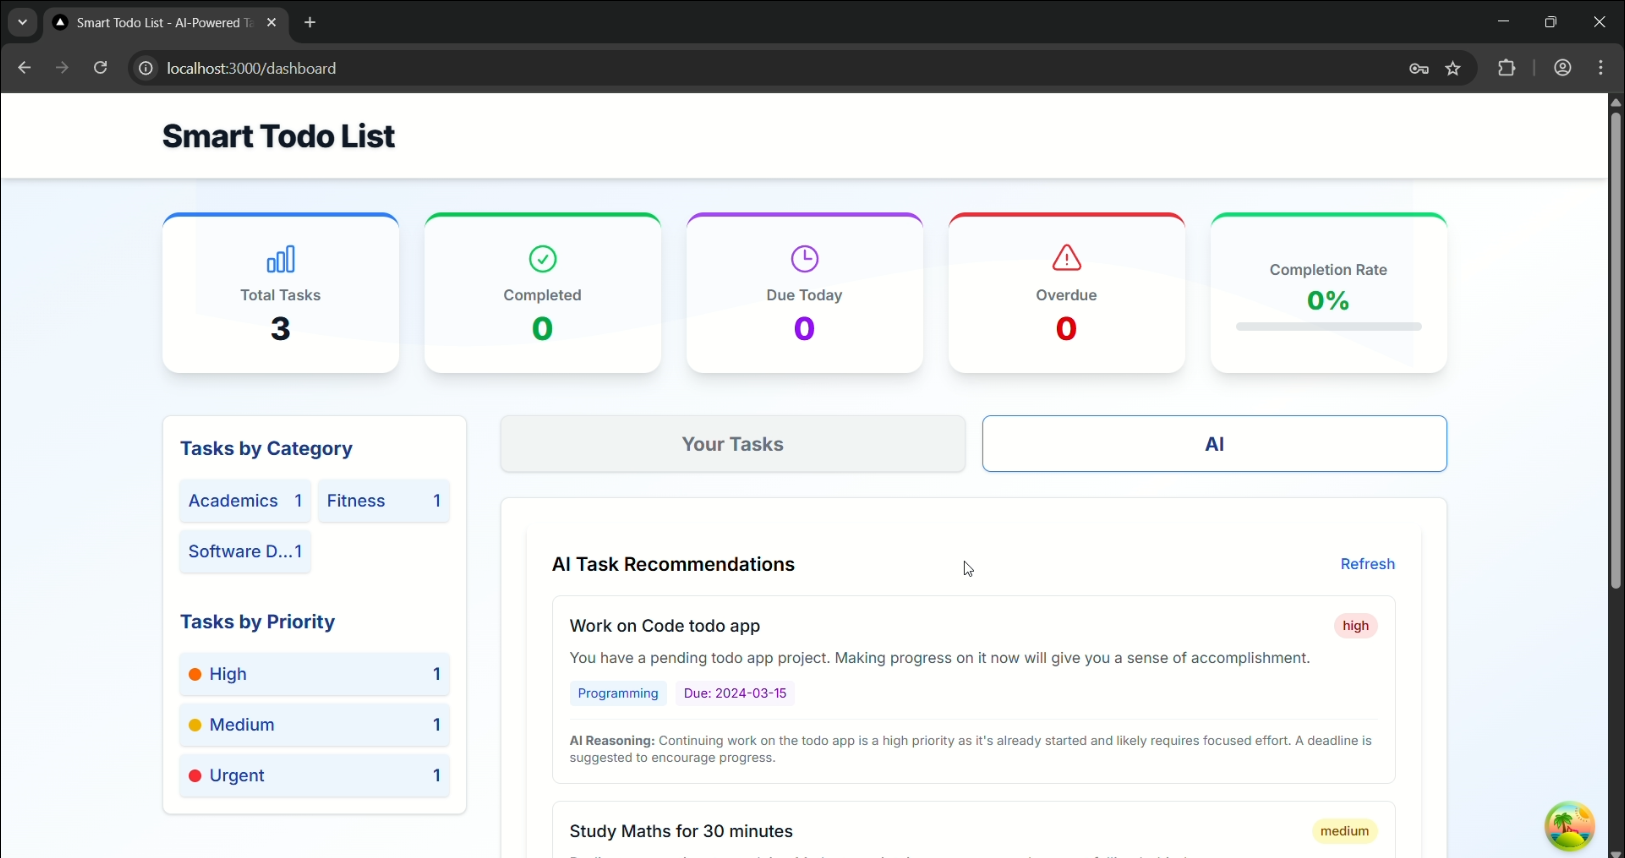 Smart Todo List - AI-Powered Ta
localhost:3000/dashboard
Smart Todo List
Total Tasks
3
Completed
0
Due Today
0
Overdue
0
Completion Rate
0%
Tasks by Category
Academics 1
Fitness 1
Software D...1
Tasks by Priority
High 1
Medium 1
Urgent 1
Your Tasks
AI
AI Task Recommendations
Refresh
Work on Code todo app
high
You have a pending todo app project. Making progress on it now will give you a sense of accomplishment.
Programming
Due: 2024-03-15
AI Reasoning: Continuing work on the todo app is a high priority as it's already started and likely requires focused effort. A deadline is
suggested to encourage progress.
Study Maths for 30 minutes
medium